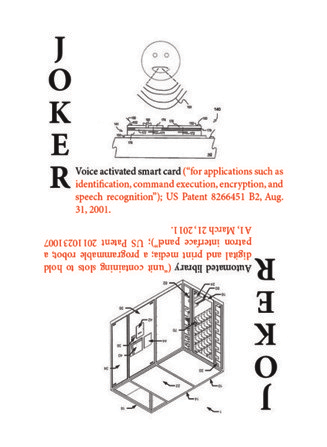 JOKER
Voice activated smart card ("for applications such as
identification, command execution, encryption, and
speech recognition"); US Patent 8266451 B2, Aug.
31, 2001.
JOKER
Automated library ("unit containing slots to hold
digital and print media; a programmable robot; a
patron interface panel"); US Patent 20110231007
A1, March 21, 2011.